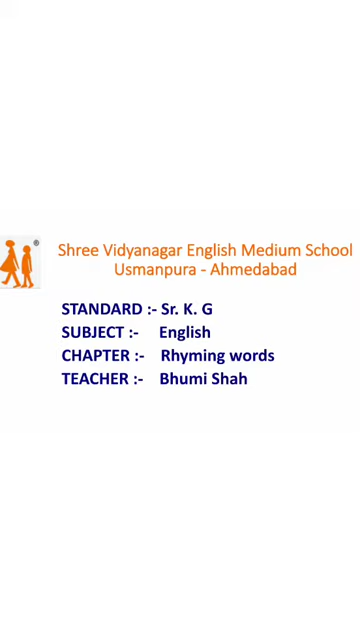 ®
Shree Vidyanagar English Medium School
Usmanpura - Ahmedabad
STANDARD :- Sr. K. G
SUBJECT :- English
CHAPTER :- Rhyming words
TEACHER :- Bhumi Shah